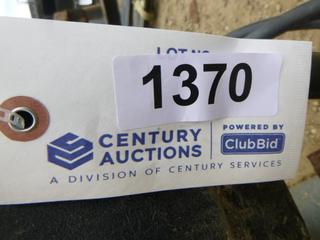 LOT NO.
1370
CENTURY AUCTIONS
POWERED BY
ClubBid
A DIVISION OF CENTURY SERVICES